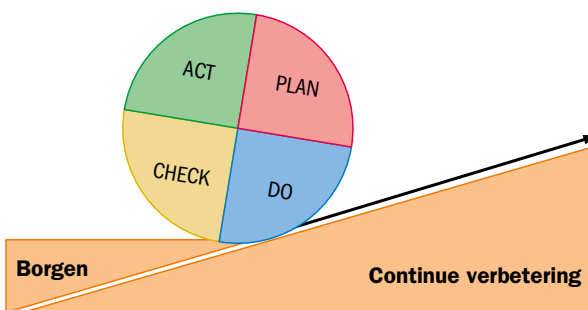 ACT
PLAN
CHECK
DO
Borgen
Continue verbetering